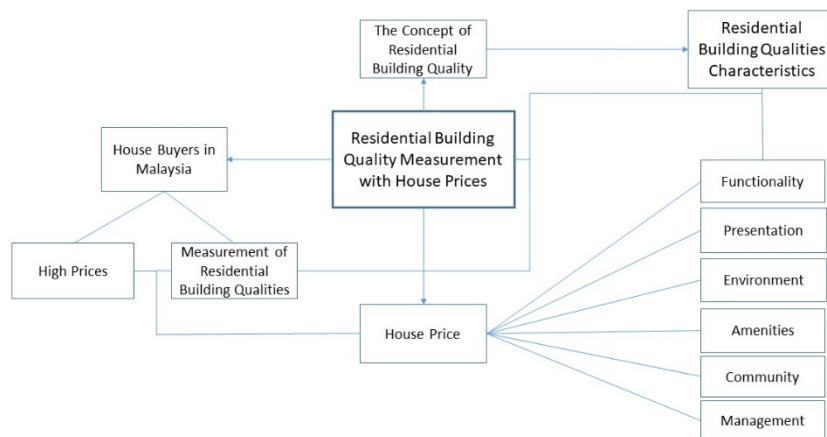 The Concept of
Residential
Building Quality
Residential
Building Qualities
Characteristics
House Buyers in
Malaysia
Residential Building
Quality Measurement
with House Prices
Functionality
Presentation
High Prices
Measurement of
Residential
Building Qualities
Environment
House Price
Amenities
Community
Management